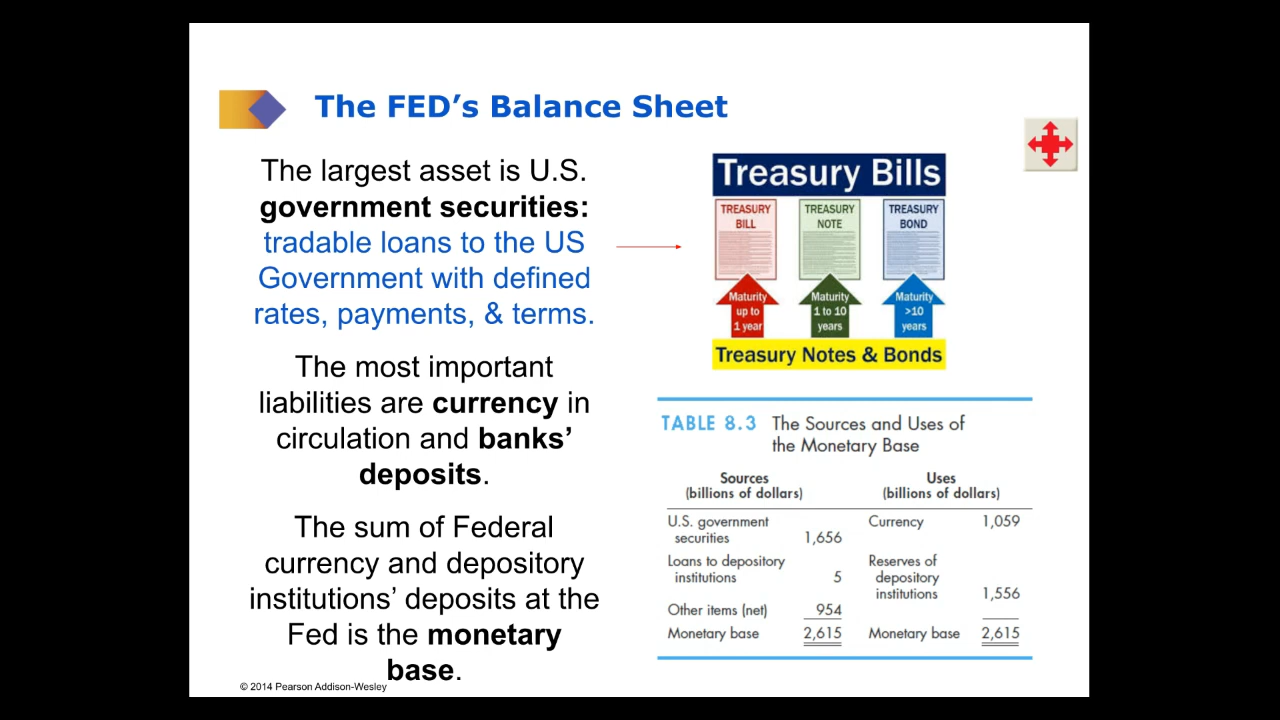 The FED’s Balance Sheet
The largest asset is U.S.
government securities:
tradable loans to the US
Government with defined
rates, payments, & terms.
The most important
liabilities are currency in
circulation and banks’
deposits.
The sum of Federal
currency and depository
institutions’ deposits at the
Fed is the monetary
base.
© 2014 Pearson Addison-Wesley
Treasury Bills
TREASURY BILL
TREASURY NOTE
TREASURY BOND
Maturity up to 1 year
Maturity 1 to 10 years
Maturity >10 years
Treasury Notes & Bonds
TABLE 8.3 The Sources and Uses of
the Monetary Base
Sources Uses
(billions of dollars) (billions of dollars)
U.S. government Currency 1,059
securities 1,656
Loans to depository Reserves of
institutions 5 depository
institutions 1,556
Other items (net) 954
Monetary base 2,615 Monetary base 2,615